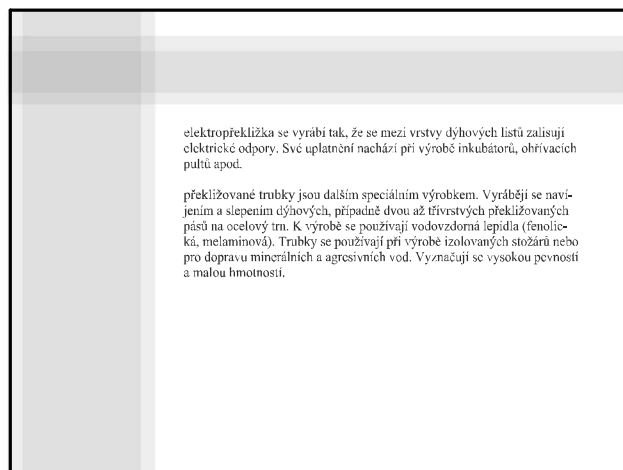 elektropřekližka se vyrábí tak, že se mezi vrstvy dýhových listů zalisují
elektrické odpory. Své uplatnění nachází při výrobě inkubátorů, ohřívacích
pultů apod.
překližované trubky jsou dalším speciálním výrobkem. Vyrábějí se naví-
jením a slepením dýhových, případně dvou až třívrstvých překližovaných
pásů na ocelový trn. K výrobě se používají vodovzdorná lepidla (fenolic-
ká, melaminová). Trubky se používají při výrobě izolovaných stožárů nebo
pro dopravu minerálních a agresivních vod. Vyznačují se vysokou pevností
a malou hmotností.